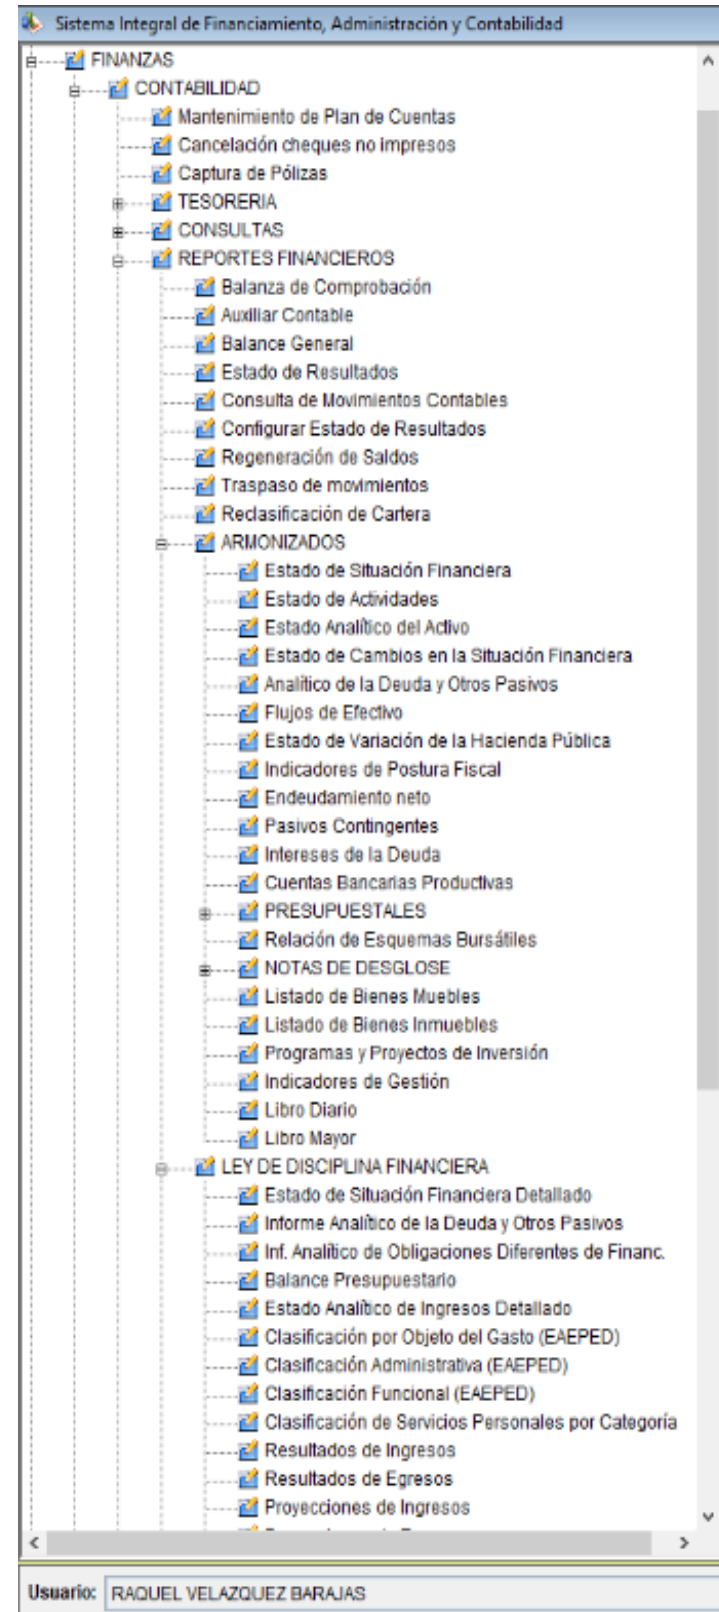 Sistema Integral de Financiamiento, Administración y Contabilidad
FINANZAS
CONTABILIDAD
Mantenimiento de Plan de Cuentas
Cancelación cheques no impresos
Captura de Pólizas
TESORERIA
CONSULTAS
REPORTES FINANCIEROS
Balanza de Comprobación
Auxiliar Contable
Balance General
Estado de Resultados
Consulta de Movimientos Contables
Configurar Estado de Resultados
Regeneración de Saldos
Traspaso de movimientos
Reclasificación de Cartera
ARMONIZADOS
Estado de Situación Financiera
Estado de Actividades
Estado Analítico del Activo
Estado de Cambios en la Situación Financiera
Analítico de la Deuda y Otros Pasivos
Flujos de Efectivo
Estado de Variación de la Hacienda Pública
Indicadores de Postura Fiscal
Endeudamiento neto
Pasivos Contingentes
Intereses de la Deuda
Cuentas Bancarias Productivas
PRESUPUESTALES
Relación de Esquemas Bursátiles
NOTAS DE DESGLOSE
Listado de Bienes Muebles
Listado de Bienes Inmuebles
Programas y Proyectos de Inversión
Indicadores de Gestión
Libro Diario
Libro Mayor
LEY DE DISCIPLINA FINANCIERA
Estado de Situación Financiera Detallado
Informe Analítico de la Deuda y Otros Pasivos
Inf. Analítico de Obligaciones Diferentes de Financ.
Balance Presupuestario
Estado Analítico de Ingresos Detallado
Clasificación por Objeto del Gasto (EAEPED)
Clasificación Administrativa (EAEPED)
Clasificación Funcional (EAEPED)
Clasificación de Servicios Personales por Categoría
Resultados de Ingresos
Resultados de Egresos
Proyecciones de Ingresos
Usuario: RAQUEL VELAZQUEZ BARAJAS